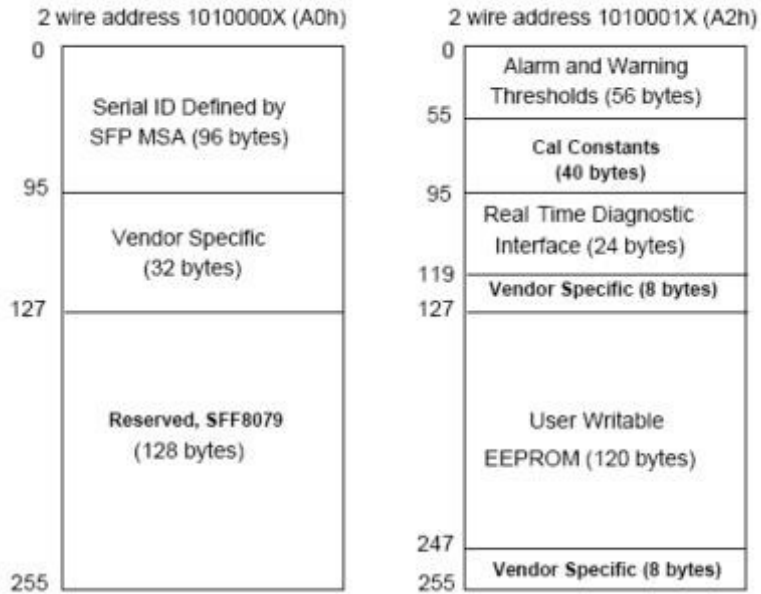 2 wire address 1010000X (A0h)
0
Serial ID Defined by
SFP MSA (96 bytes)
95
Vendor Specific
(32 bytes)
127
Reserved, SFF8079
(128 bytes)
255
2 wire address 1010001X (A2h)
0
Alarm and Warning
Thresholds (56 bytes)
55
Cal Constants
(40 bytes)
95
Real Time Diagnostic
Interface (24 bytes)
119
Vendor Specific (8 bytes)
127
User Writable
EEPROM (120 bytes)
247
Vendor Specific (8 bytes)
255